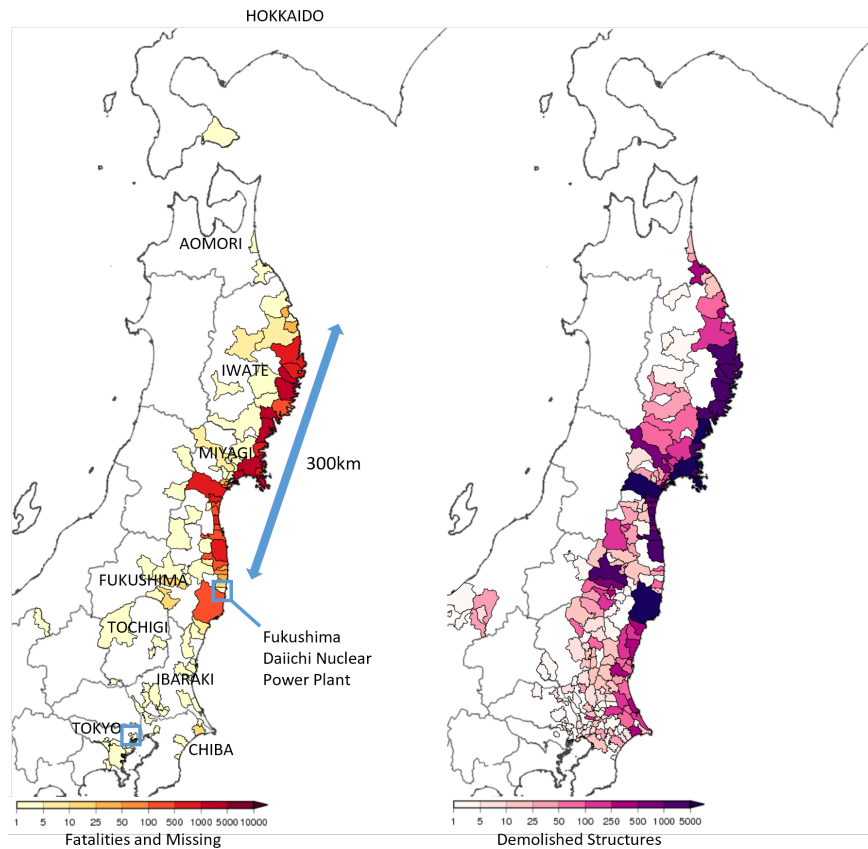 HOKKAIDO
AOMORI
IWATE
MIYAGI
300km
FUKUSHIMA
TOCHIGI
Fukushima
Daiichi Nuclear
Power Plant
IBARAKI
TOKYO
CHIBA
1 5 10 25 50 100 500 1000 5000 10000
Fatalities and Missing
1 5 10 25 50 100 250 500 1000 5000
Demolished Structures